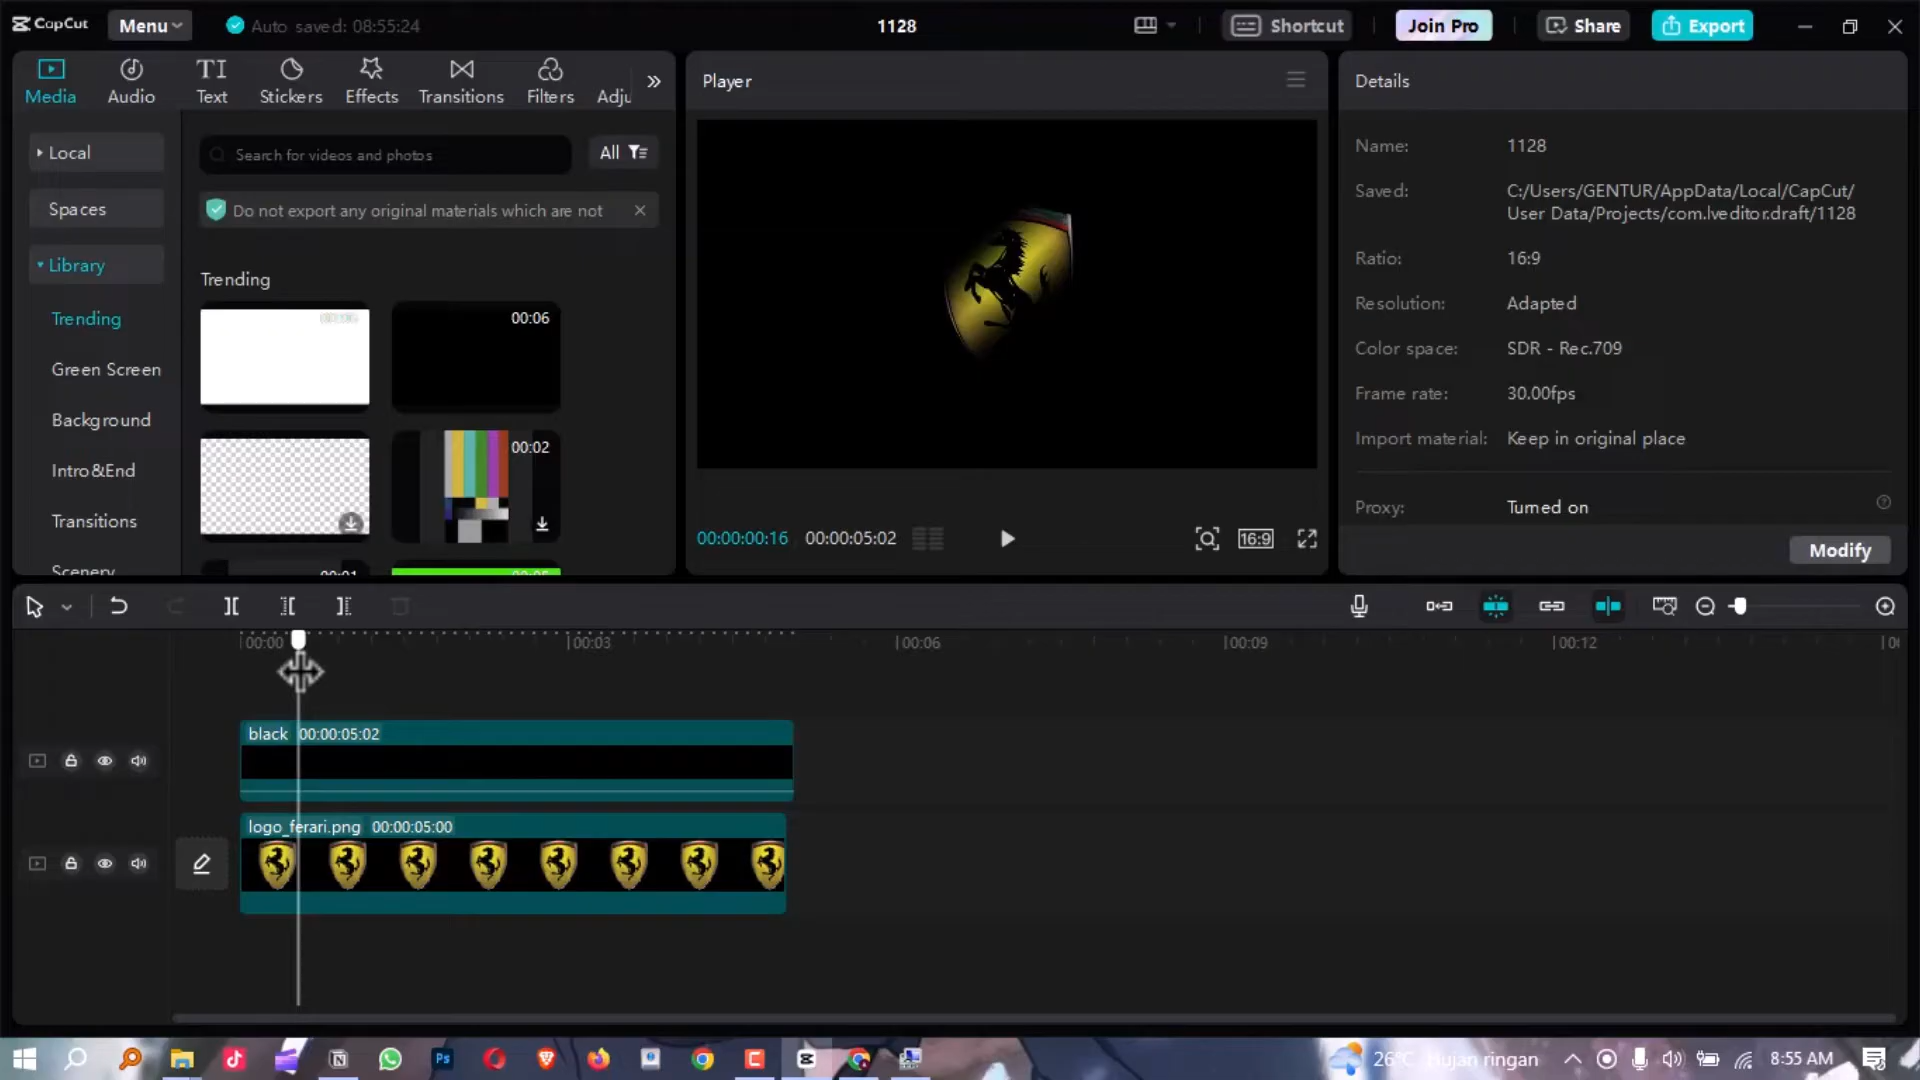 CapCut
Menu
Auto saved: 08:55:24
1128
Shortcut
Join Pro
Share
Export
Media
Audio
TI
Text
Stickers
Effects
Transitions
Filters
Adju
Local
Spaces
Library
Trending
Green Screen
Background
Intro&End
Transitions
Scenery
Search for videos and photos
All
Do not export any original materials which are not
Trending
00:06
00:02
00:01
00:05
Player
00:00:00:16
00:00:05:02
16:9
Details
Name: 1128
Saved: C:/Users/GENTUR/AppData/Local/CapCut/
User Data/Projects/com.lveditor.draft/1128
Ratio: 16:9
Resolution: Adapted
Color space: SDR - Rec.709
Frame rate: 30.00fps
Import material: Keep in original place
Proxy: Turned on
Modify
00:00
00:03
00:06
00:09
00:12
black 00:00:05:02
logo_ferari.png 00:00:05:00
Ps
26°C Hujan ringan
8:55 AM